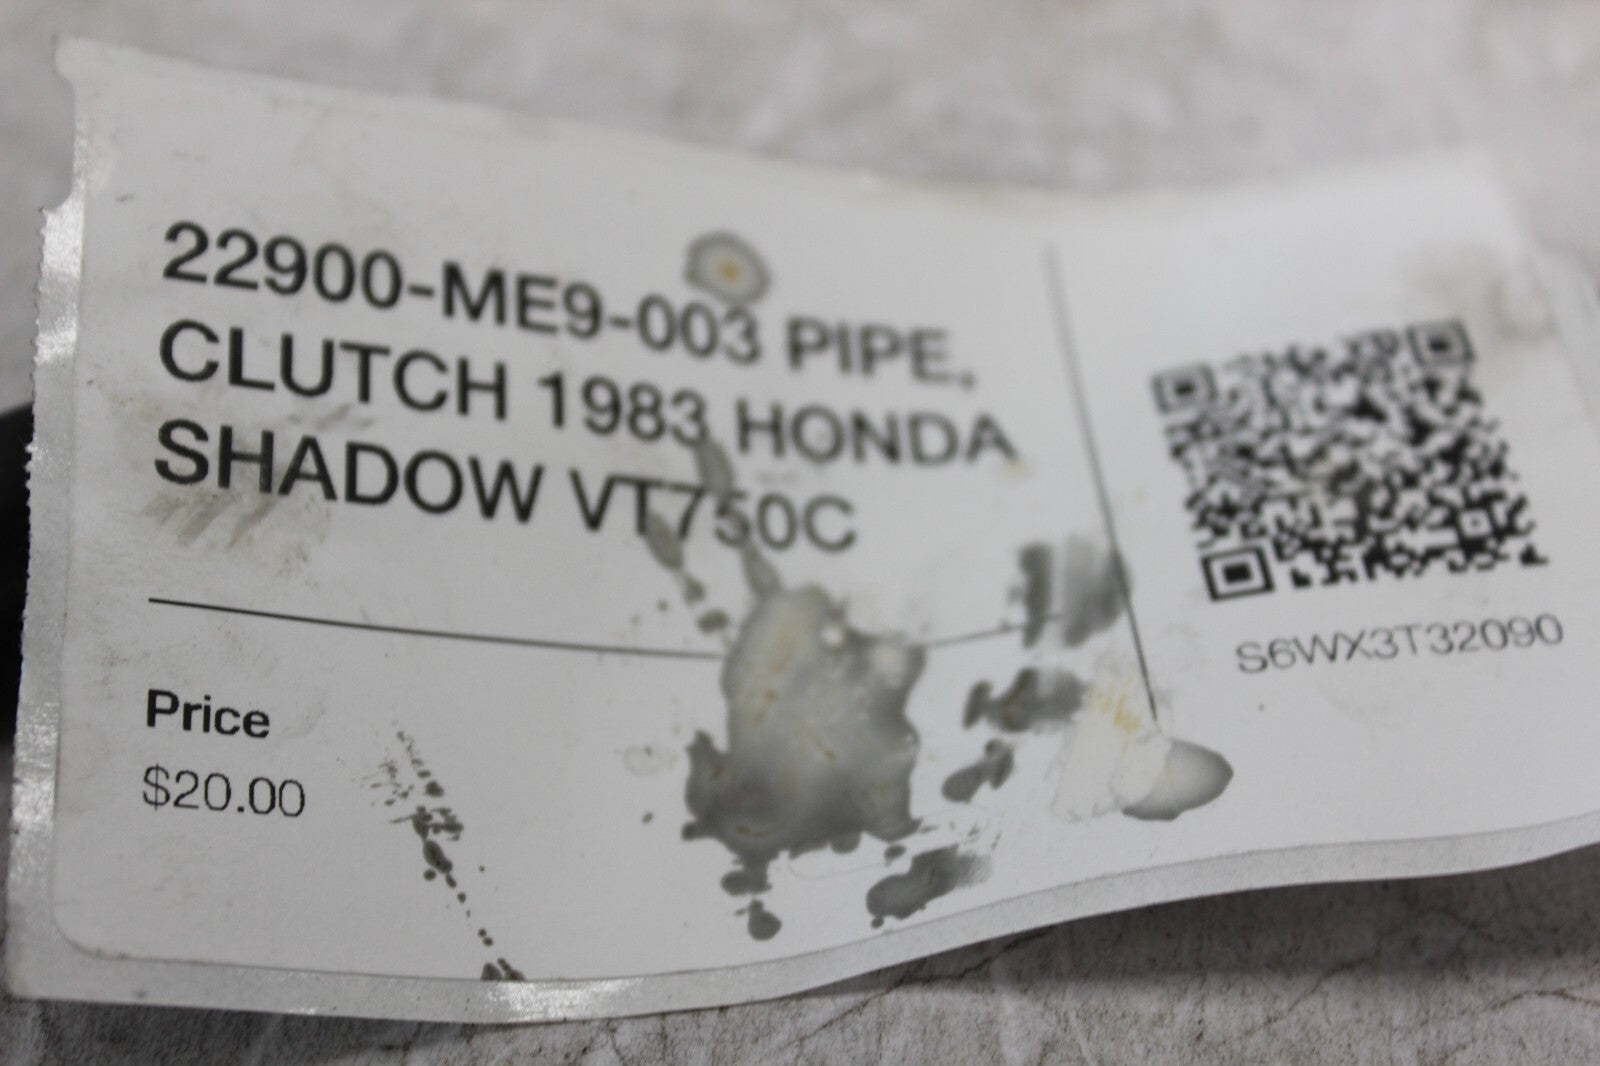 22900-ME9-003 PIPE,
CLUTCH 1983 HONDA
SHADOW VT750C
Price
$20.00
S6WX3T32090